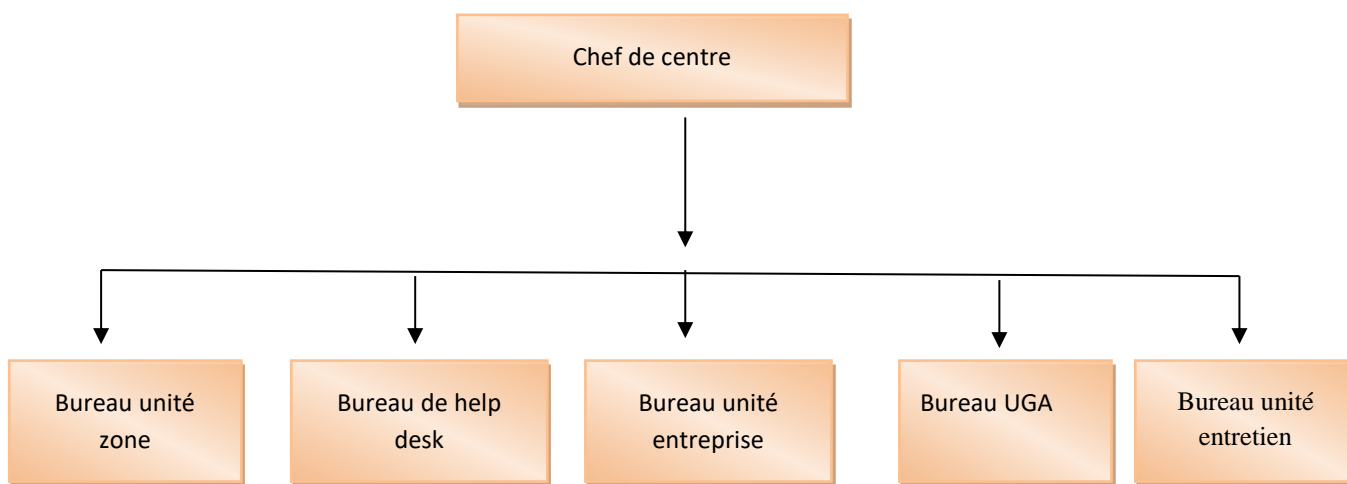 Chef de centre
Bureau unité
zone
Bureau de help
desk
Bureau unité
entreprise
Bureau UGA
Bureau unité
entretien